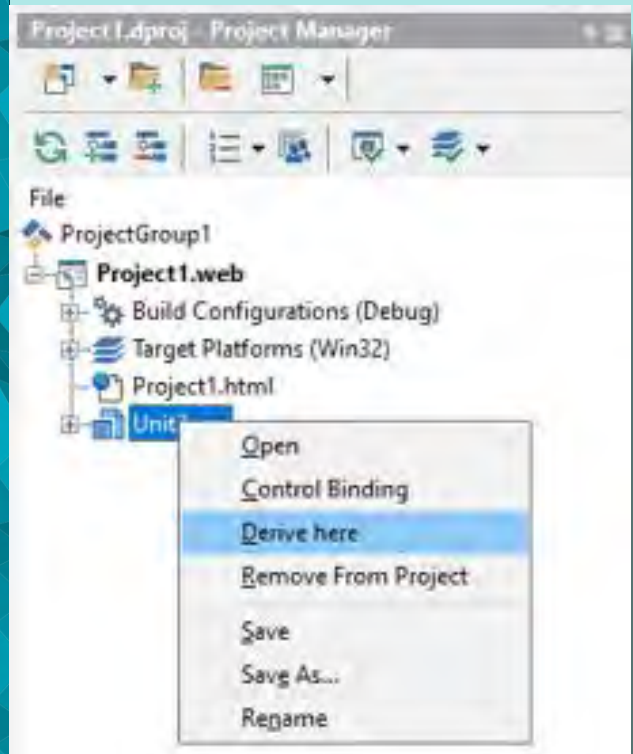 Project1.dproj - Project Manager
File
ProjectGroup1
Project1.web
Build Configurations (Debug)
Target Platforms (Win32)
Project1.html
Open
Control Binding
Derive here
Remove From Project
Save
Save As...
Rename